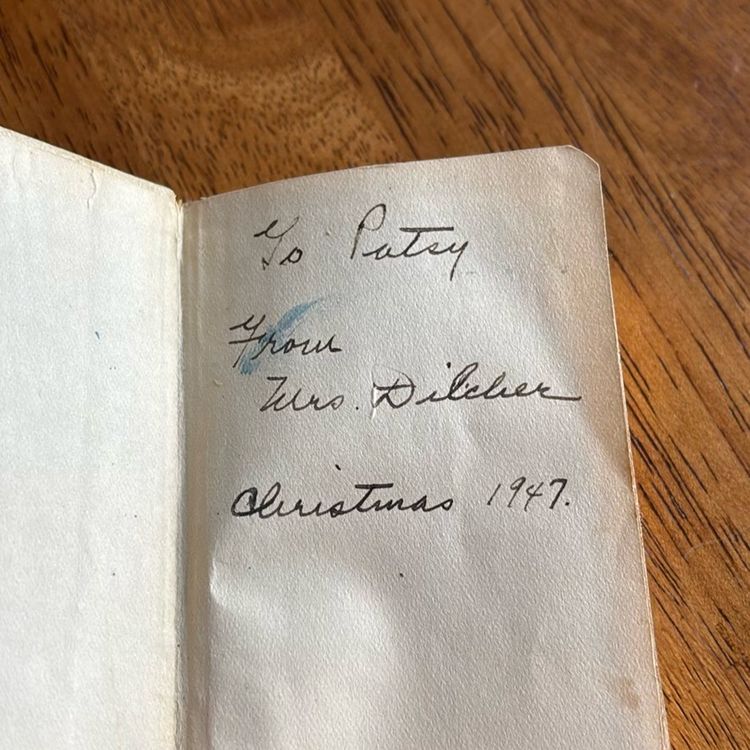 To Patsy
From
Mrs. Dilcher
Christmas 1947.